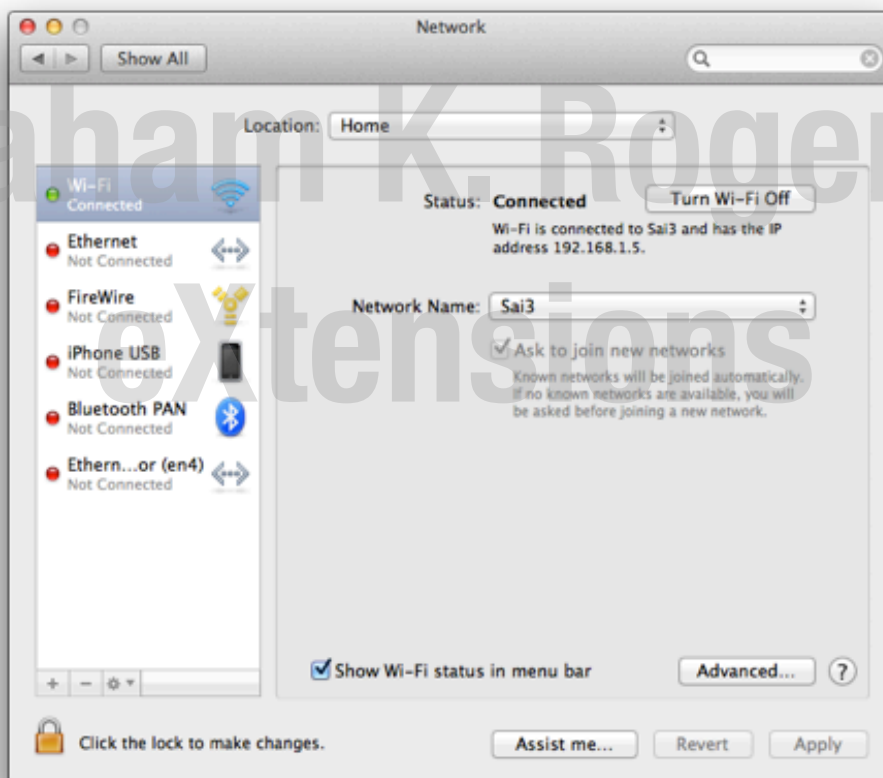 Network
Show All
Location: Home
Wi-Fi
Connected
Ethernet
Not Connected
FireWire
Not Connected
iPhone USB
Not Connected
Bluetooth PAN
Not Connected
Ethern...or (en4)
Not Connected
Status: Connected
Turn Wi-Fi Off
Wi-Fi is connected to Sai3 and has the IP
address 192.168.1.5.
Network Name: Sai3
Ask to join new networks
Known networks will be joined automatically.
If no known networks are available, you will
be asked before joining a new network.
Show Wi-Fi status in menu bar
Advanced...
?
Click the lock to make changes.
Assist me...
Revert
Apply
aham K. Roger
eXtensions